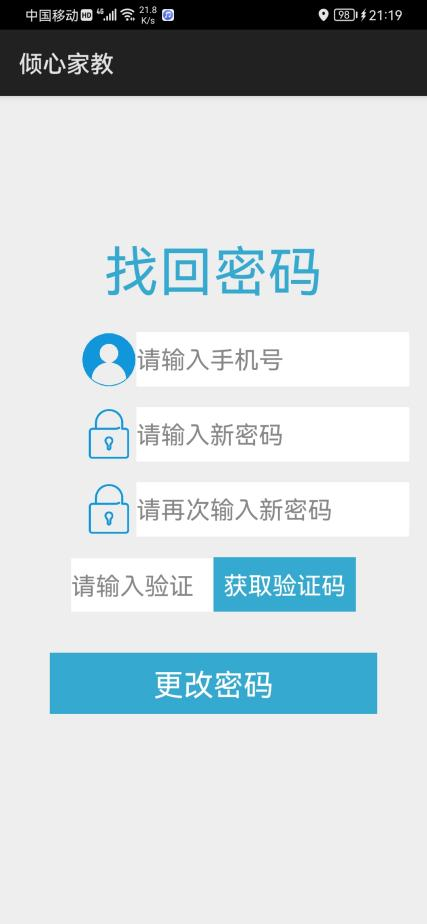 中国移动 HD 4G 21.8 K/s 98 21:19
倾心家教
找回密码
请输入手机号
请输入新密码
请再次输入新密码
请输入验证 获取验证码
更改密码